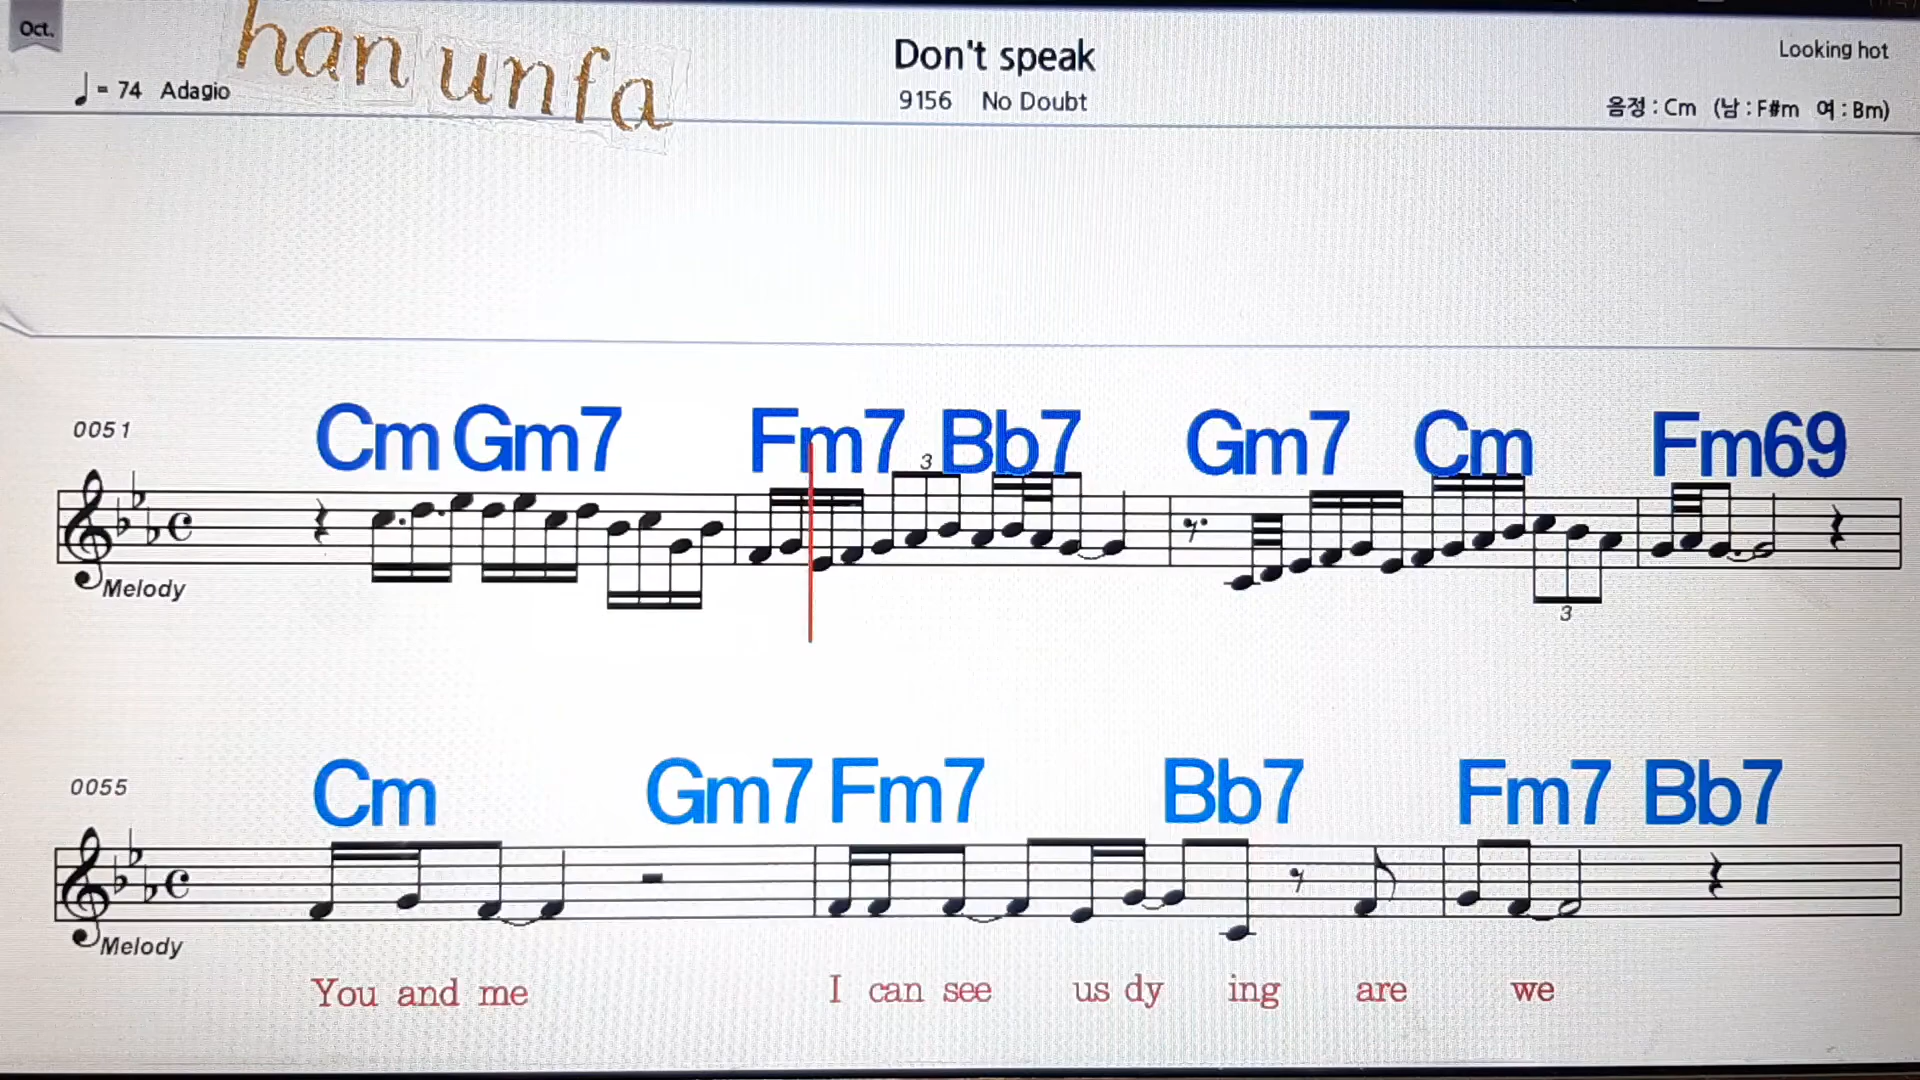 Oct.
han unfa
Don't speak
Looking hot
♩ = 74 Adagio
9156 No Doubt
음정 : Cm (남 : F#m 여 : Bm)
0051
Cm Gm7 Fm7 Bb7 Gm7 Cm Fm69
3
Melody
3
0055
Cm Gm7 Fm7 Bb7 Fm7 Bb7
Melody
You and me I can see us dy ing are we